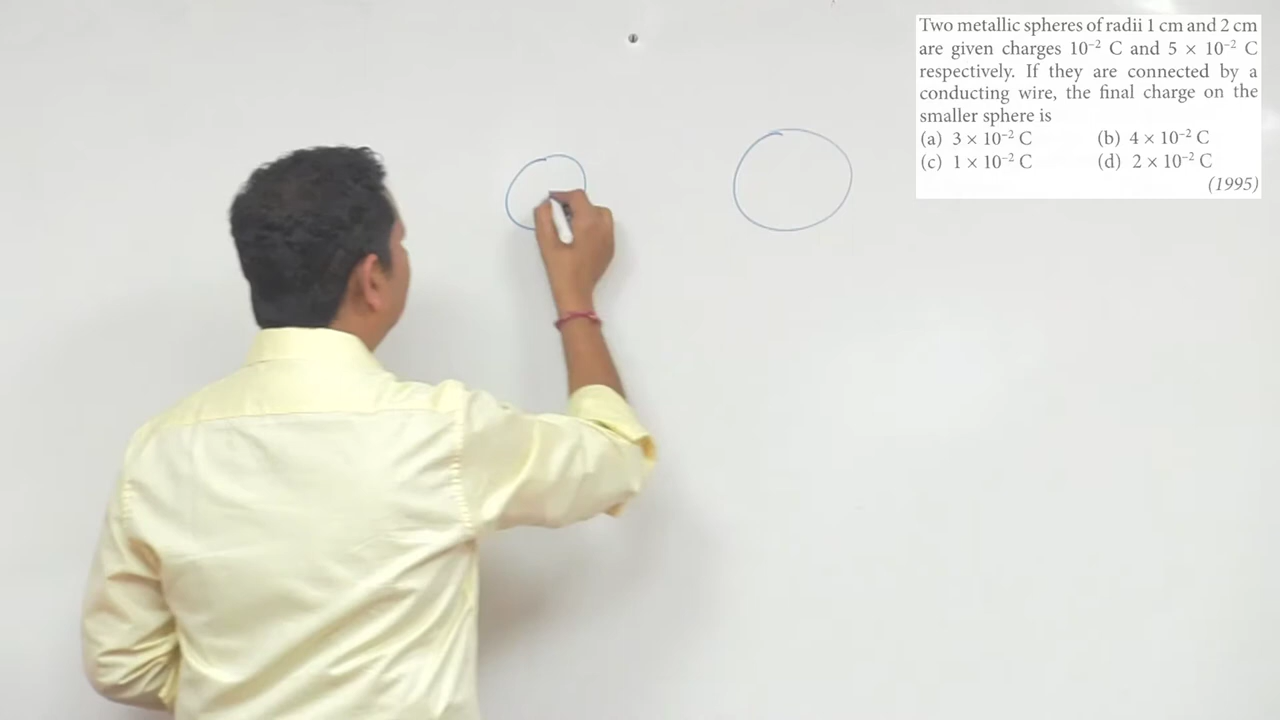 Two metallic spheres of radii 1 cm and 2 cm
are given charges 10⁻² C and 5 × 10⁻² C
respectively. If they are connected by a
conducting wire, the final charge on the
smaller sphere is
(a) 3 × 10⁻² C (b) 4 × 10⁻² C
(c) 1 × 10⁻² C (d) 2 × 10⁻² C
(1995)